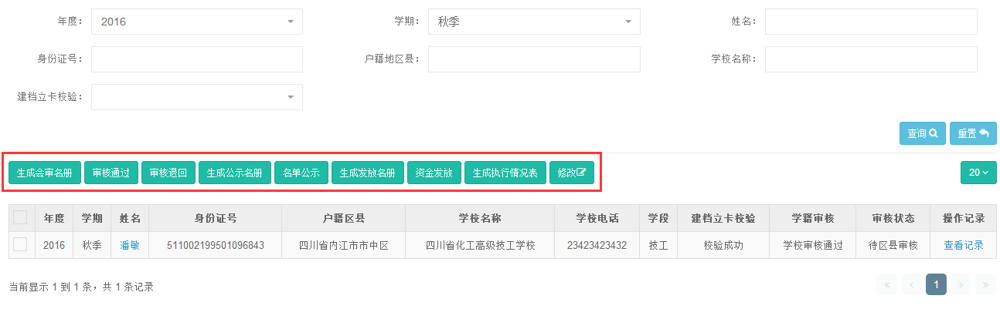 年度： 2016 学期： 秋季 姓名：
身份证号： 户籍地区县： 学校名称：
建档立卡校验：
查询 重置
生成会审名册 审核通过 审核退回 生成公示名册 名单公示 生成发放名册 资金发放 生成执行情况表 修改 20
年度 学期 姓名 身份证号 户籍区县 学校名称 学校电话 学段 建档立卡校验 学籍审核 审核状态 操作记录
2016 秋季 潘敏 511002199501096843 四川省内江市市中区 四川省化工高级技工学校 23423423432 技工 校验成功 学校审核通过 待区县审核 查看记录
当前显示 1 到 1 条，共 1 条记录 « ‹ 1 › »